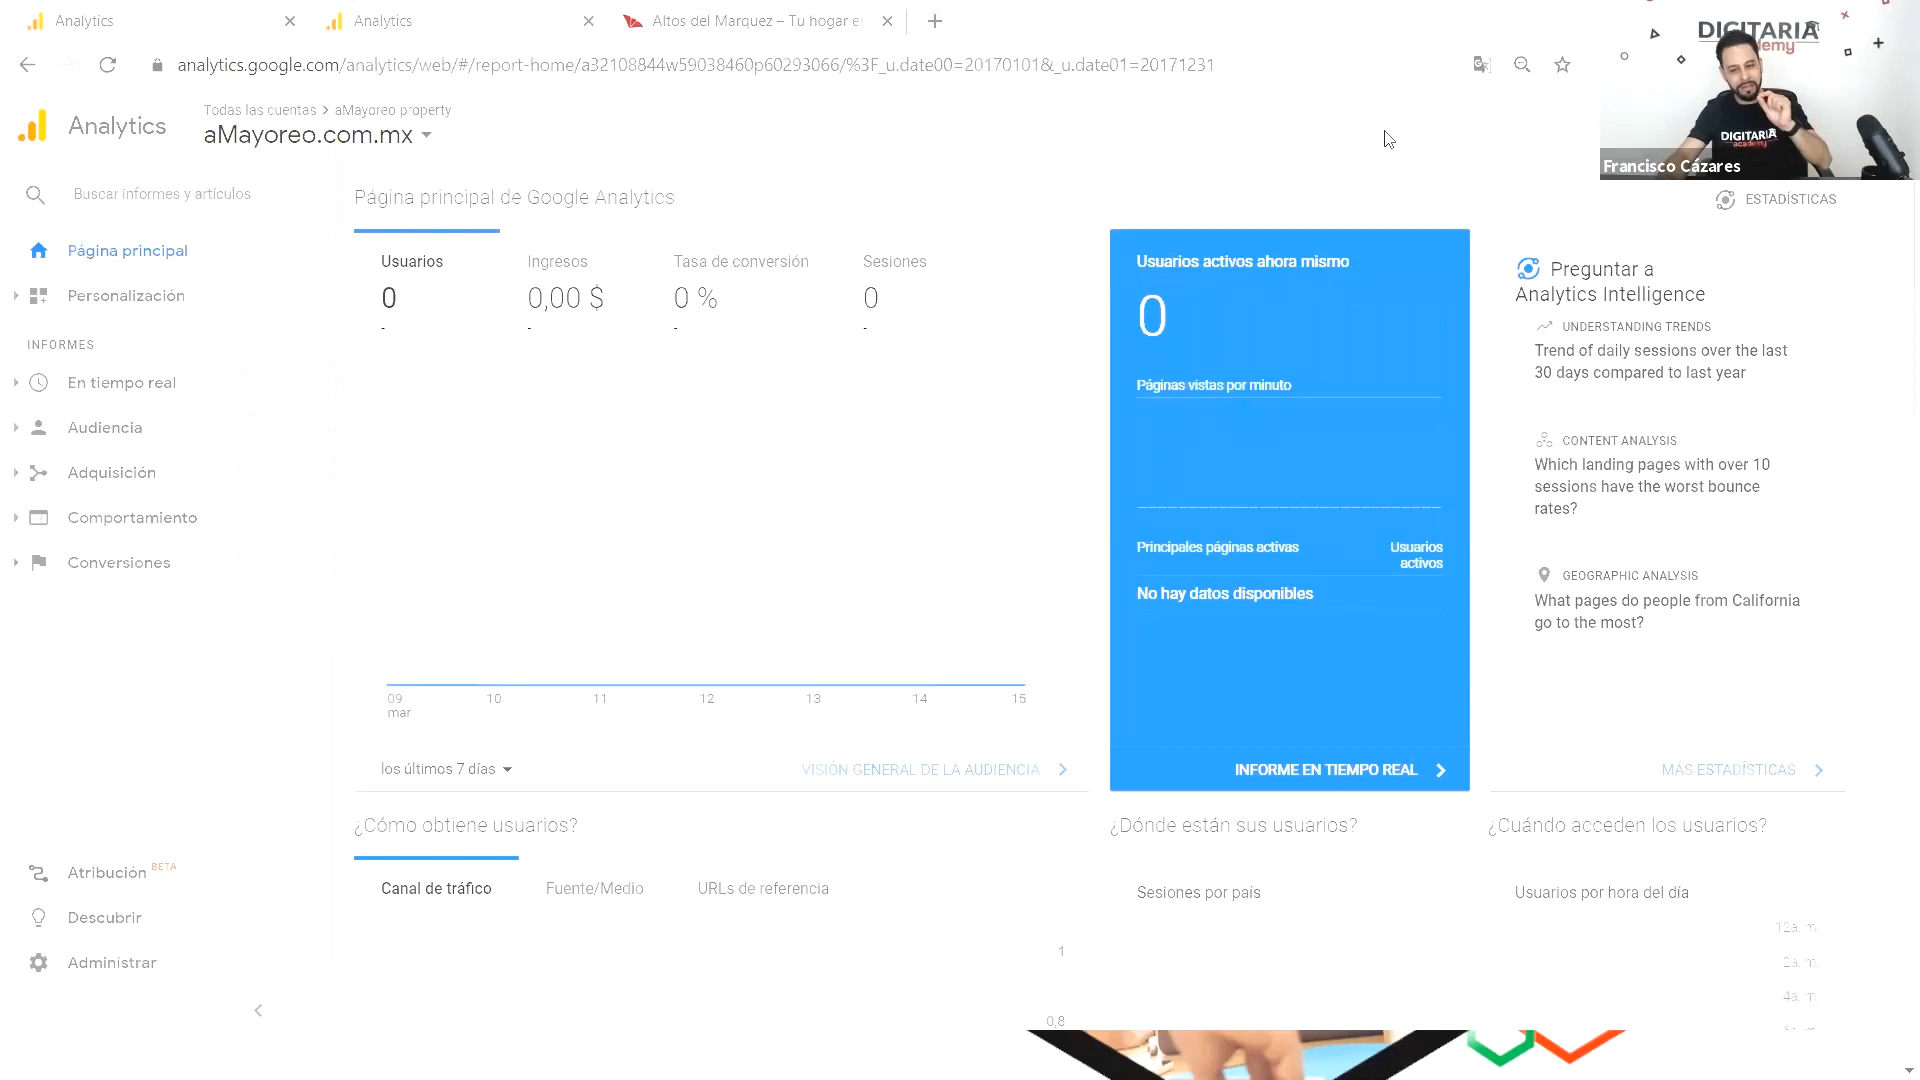 Analytics
Analytics
Altos del Marquez – Tu hogar e
analytics.google.com/analytics/web/#/report-home/a32108844w59038460p60293066/%3F_u.date00=20170101&_u.date01=20171231
DIGITARIA
DIGITARIA
academy
Francisco Cázares
Analytics
Todas las cuentas > aMayoreo property
aMayoreo.com.mx
Buscar informes y artículos
Página principal
Personalización
INFORMES
En tiempo real
Audiencia
Adquisición
Comportamiento
Conversiones
Atribución BETA
Descubrir
Administrar
Página principal de Google Analytics
ESTADÍSTICAS
Usuarios
0
-
Ingresos
0,00 $
-
Tasa de conversión
0 %
-
Sesiones
0
-
09 10 11 12 13 14 15
mar
los últimos 7 días
VISIÓN GENERAL DE LA AUDIENCIA
Usuarios activos ahora mismo
0
Páginas vistas por minuto
Principales páginas activas
Usuarios
activos
No hay datos disponibles
INFORME EN TIEMPO REAL
Preguntar a
Analytics Intelligence
UNDERSTANDING TRENDS
Trend of daily sessions over the last
30 days compared to last year
CONTENT ANALYSIS
Which landing pages with over 10
sessions have the worst bounce
rates?
GEOGRAPHIC ANALYSIS
What pages do people from California
go to the most?
MÁS ESTADÍSTICAS
¿Cómo obtiene usuarios?
Canal de tráfico
Fuente/Medio
URLs de referencia
1
0,8
¿Dónde están sus usuarios?
Sesiones por país
¿Cuándo acceden los usuarios?
Usuarios por hora del día
12a. m.
2a. m.
4a. m.